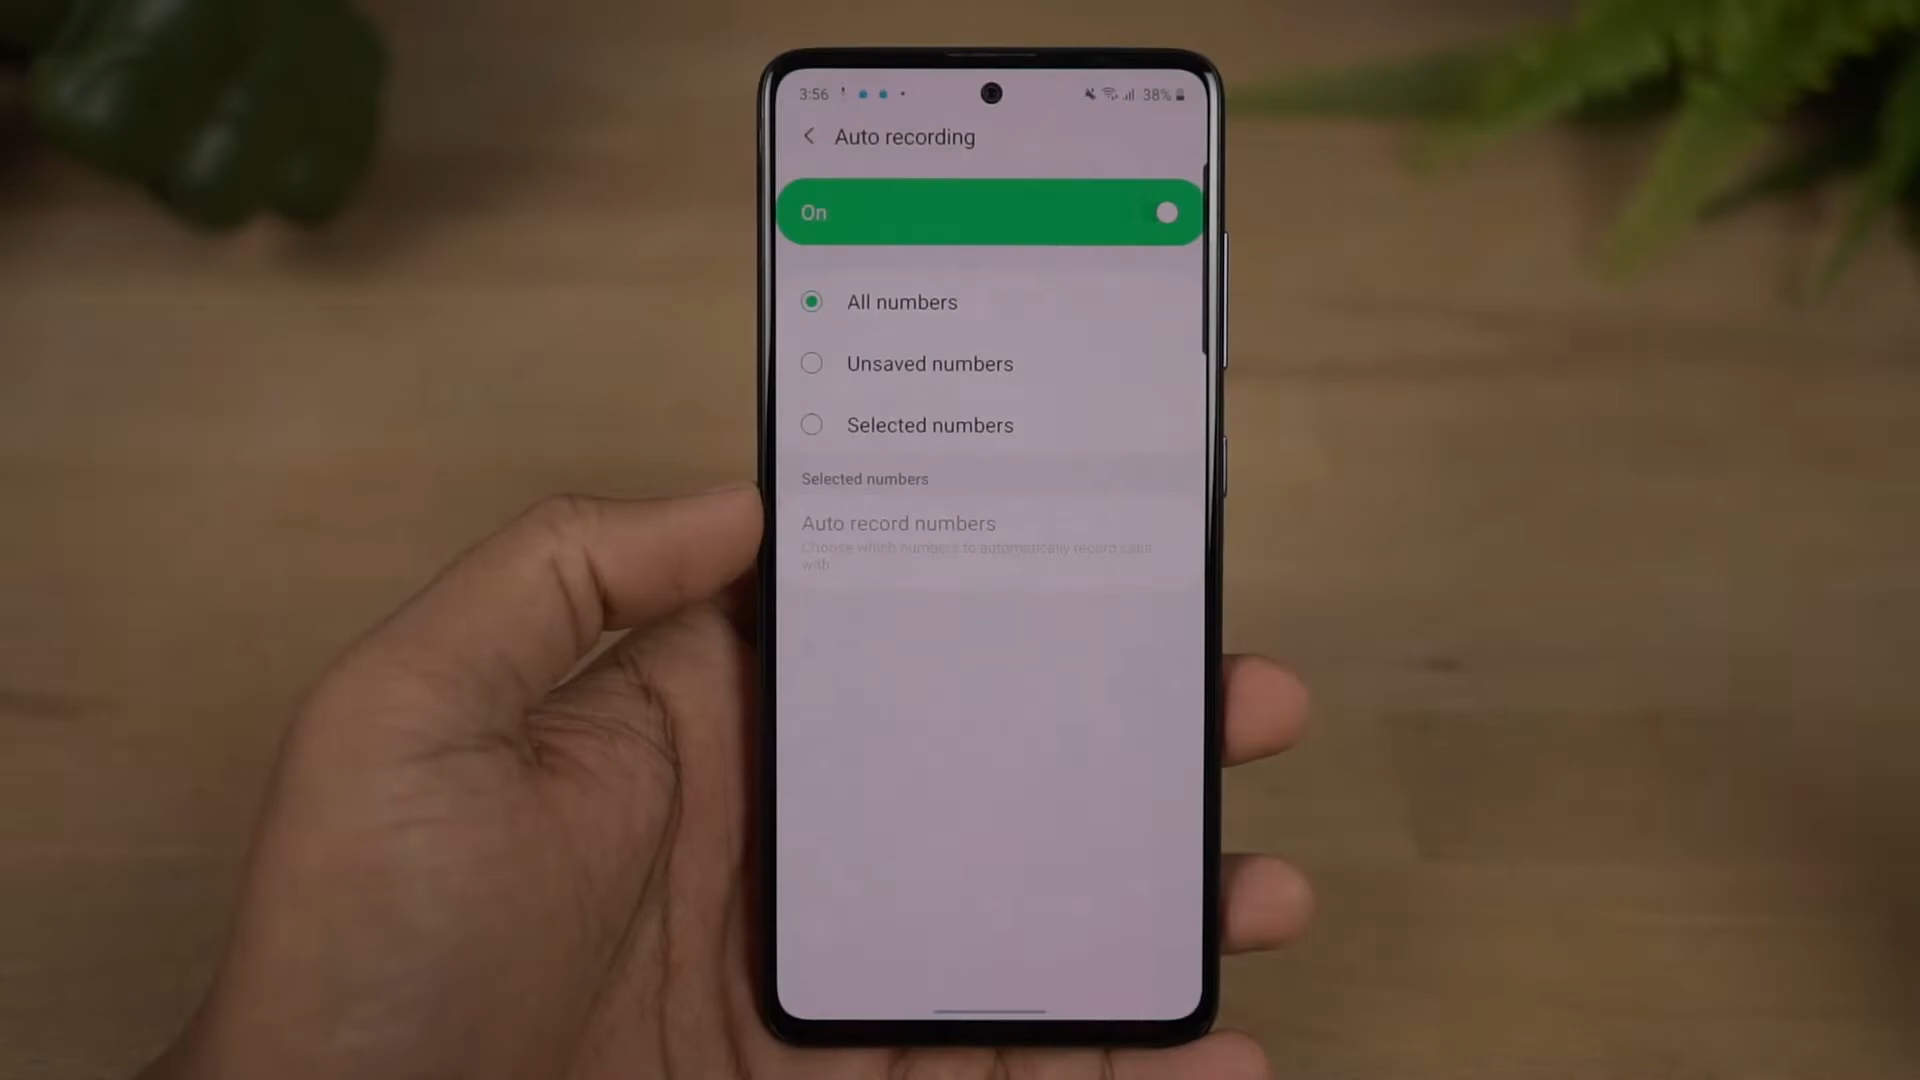 3:56
38%
Auto recording
On
All numbers
Unsaved numbers
Selected numbers
Selected numbers
Auto record numbers
Choose which numbers to automatically record calls
with